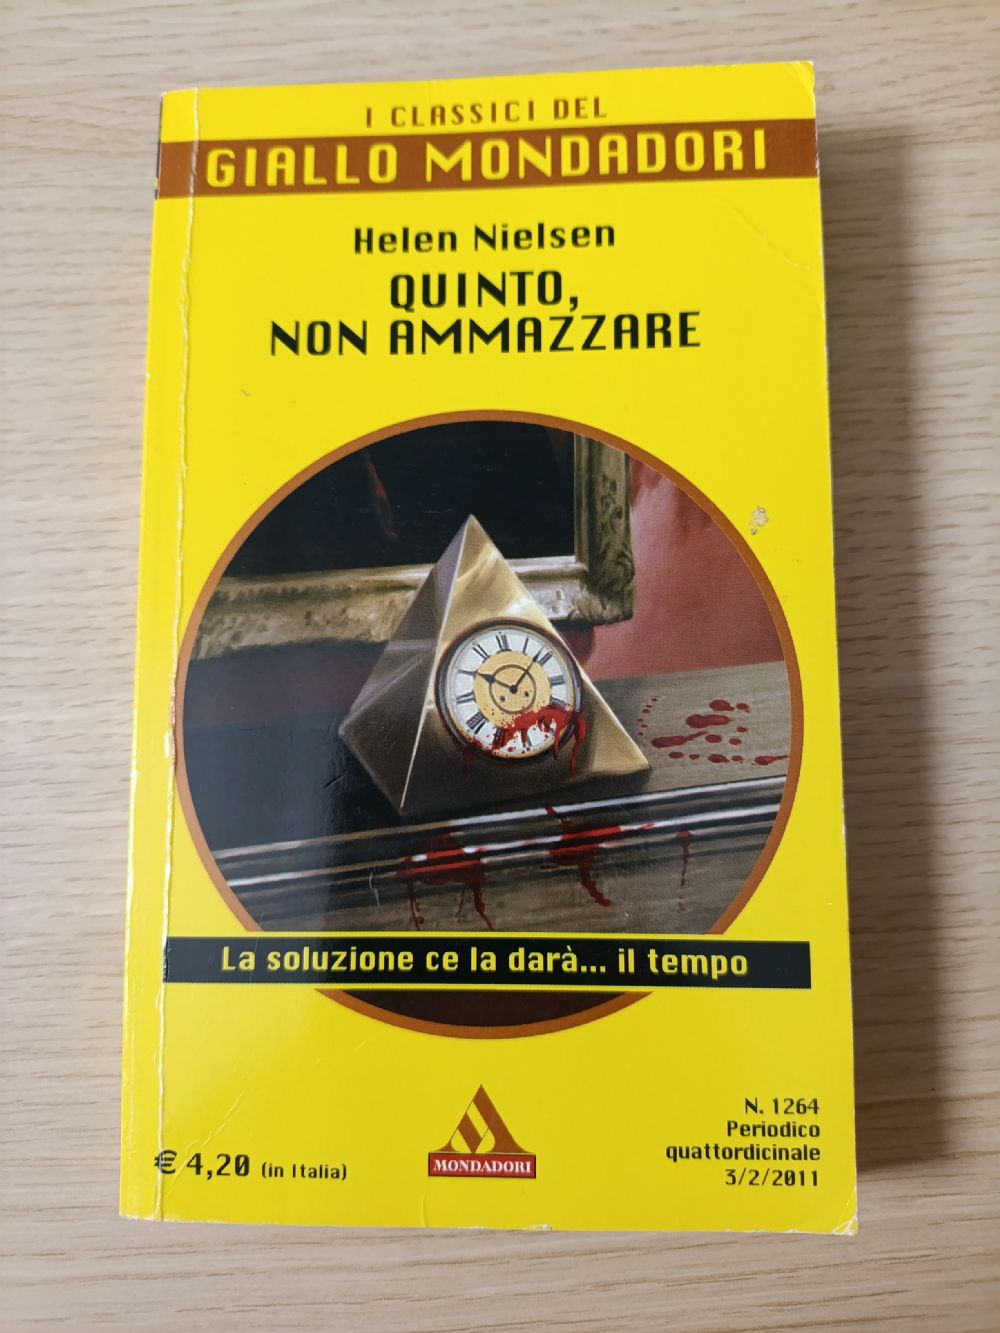 I CLASSICI DEL
GIALLO MONDADORI
Helen Nielsen
QUINTO,
NON AMMAZZARE
La soluzione ce la darà... il tempo
N. 1264
Periodico
quattordicinale
3/2/2011
€ 4,20 (in Italia)
MONDADORI